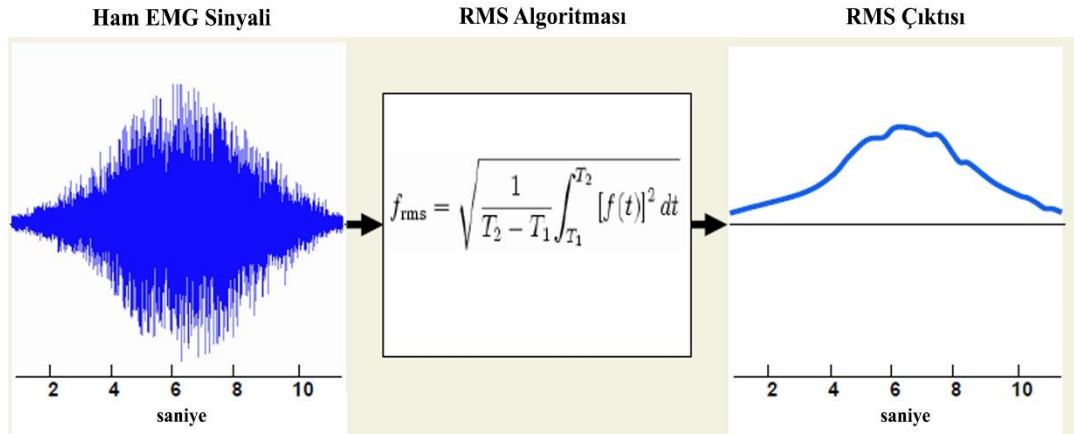 Ham EMG Sinyali
RMS Algoritması
RMS Çıktısı
f_rms = √(1/(T₂ − T₁) ∫_{T₁}^{T₂} [f(t)]² dt)
2 4 6 8 10
saniye
2 4 6 8 10
saniye